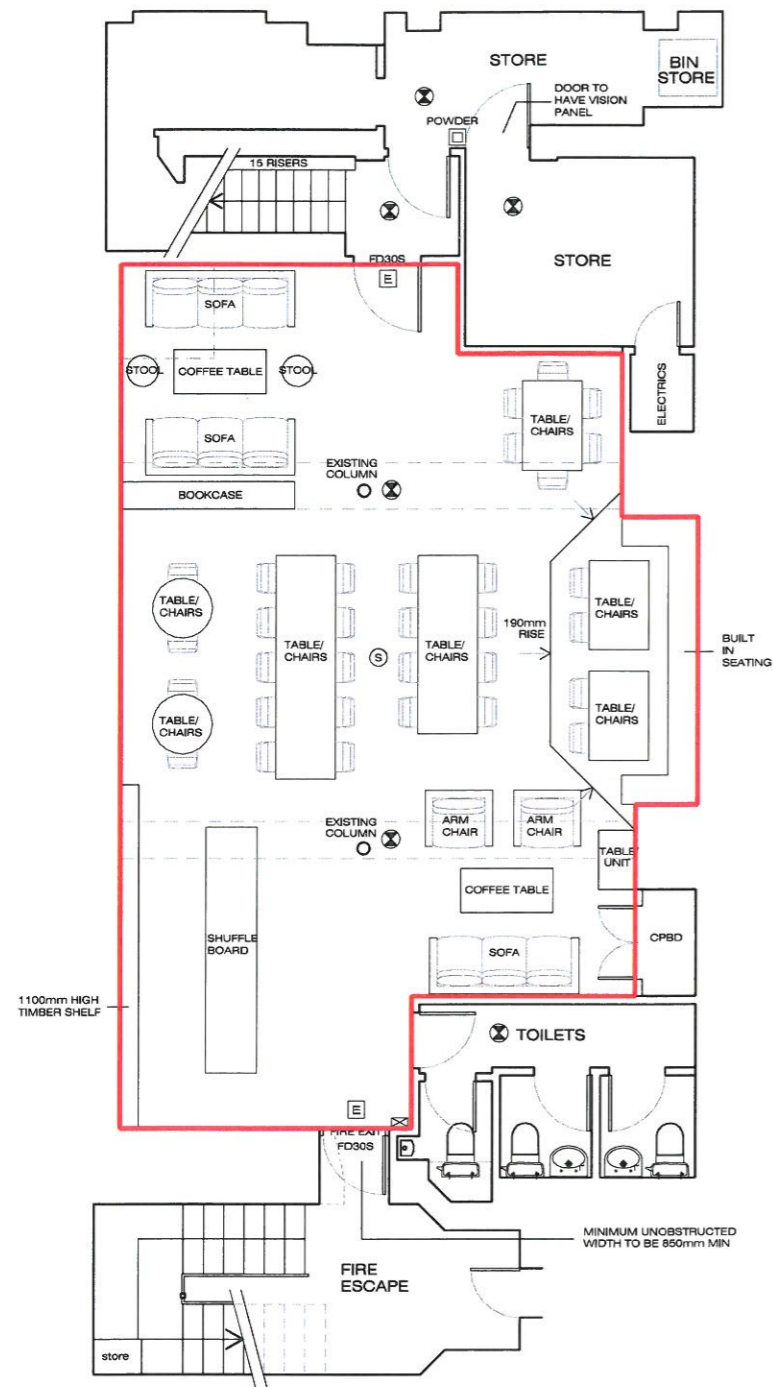 STORE
BIN
STORE
DOOR TO
HAVE VISION
PANEL
POWDER
15 RISERS
FD30S
E
STORE
ELECTRICS
SOFA
STOOL
COFFEE TABLE
STOOL
SOFA
BOOKCASE
TABLE/
CHAIRS
EXISTING
COLUMN
TABLE/
CHAIRS
TABLE/
CHAIRS
TABLE/
CHAIRS
TABLE/
CHAIRS
S
190mm
RISE
TABLE/
CHAIRS
TABLE/
CHAIRS
BUILT
IN
SEATING
EXISTING
COLUMN
ARM
CHAIR
ARM
CHAIR
TABLE/
UNIT
COFFEE TABLE
SHUFFLE
BOARD
SOFA
CPBD
1100mm HIGH
TIMBER SHELF
TOILETS
E
FIRE EXIT
FD30S
MINIMUM UNOBSTRUCTED
WIDTH TO BE 850mm MIN
FIRE
ESCAPE
store